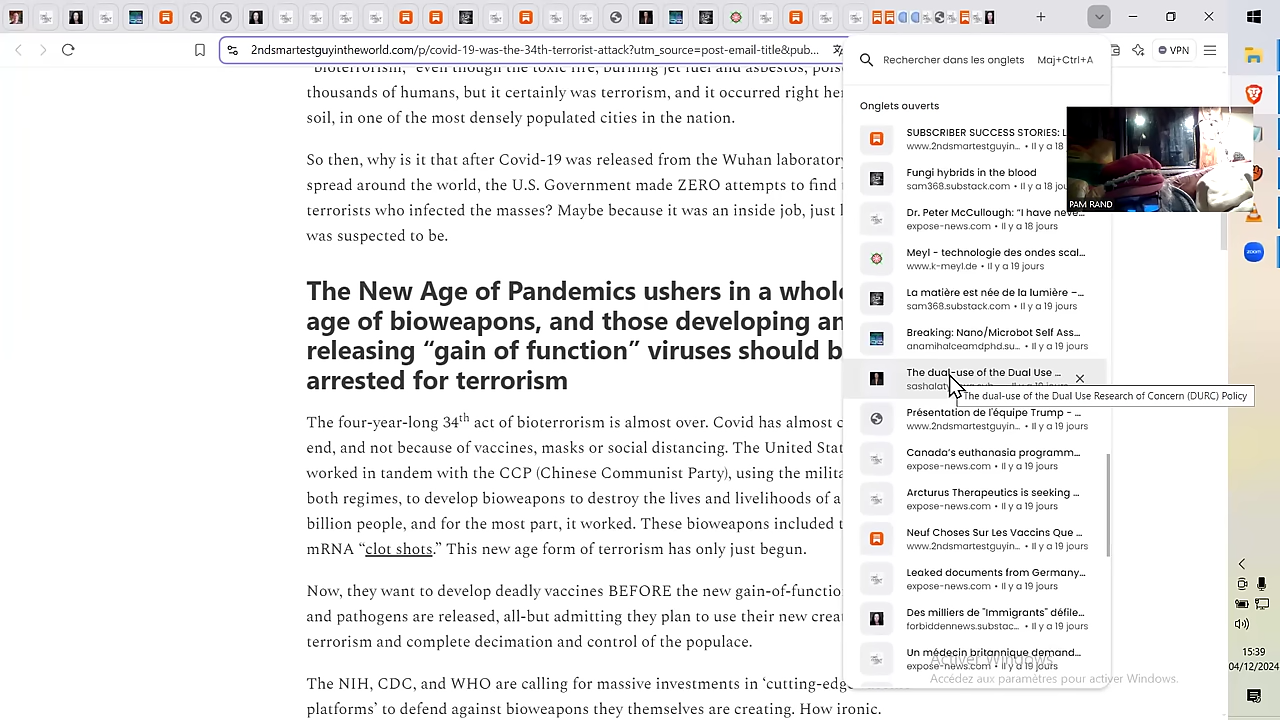 2ndsmartestguyintheworld.com/p/covid-19-was-the-34th-terrorist-attack?utm_source=post-email-title&pub...
VPN
"bioterrorism," even though the toxic fire, burning jet fuel and asbestos,
thousands of humans, but it certainly was terrorism, and it occurred right
soil, in one of the most densely populated cities in the nation.
So then, why is it that after Covid-19 was released from the Wuhan laboratory
spread around the world, the U.S. Government made ZERO attempts to find
terrorists who infected the masses? Maybe because it was an inside job, just
was suspected to be.
The New Age of Pandemics ushers in a whole
age of bioweapons, and those developing
releasing “gain of function” viruses should
arrested for terrorism
The four-year-long 34th act of bioterrorism is almost over. Covid has almost
end, and not because of vaccines, masks or social distancing. The United
worked in tandem with the CCP (Chinese Communist Party), using the
both regimes, to develop bioweapons to destroy the lives and livelihoods of
billion people, and for the most part, it worked. These bioweapons included
mRNA “clot shots.” This new age form of terrorism has only just begun.
Now, they want to develop deadly vaccines BEFORE the new
and pathogens are released, all-but admitting they plan to use their new
terrorism and complete decimation and control of the populace.
The NIH, CDC, and WHO are calling for massive investments in ‘cutting-edge
platforms’ to defend against bioweapons they themselves are creating. How ironic.
Rechercher dans les onglets Maj+Ctrl+A
Onglets ouverts
SUBSCRIBER SUCCESS STORIES:
www.2ndsmartestguyin... • Il y a 18
Fungi hybrids in the blood
sam368.substack.com • Il y a 18 jou
Dr. Peter McCullough: “I have neve...
expose-news.com • Il y a 18 jours
Meyl - technologie des ondes scal...
www.k-meyl.de • Il y a 19 jours
La matière est née de la lumière –...
sam368.substack.com • Il y a 19 jours
Breaking: Nano/Microbot Self Ass...
anamihalceamdphd.su... • Il y a 19 jours
The dual-use of the Dual Use ...
The dual-use of the Dual Use Research of Concern (DURC) Policy
Présentation de l'équipe Trump - ...
www.2ndsmartestguyin... • Il y a 19 jours
Canada’s euthanasia programm...
expose-news.com • Il y a 19 jours
Arcturus Therapeutics is seeking ...
expose-news.com • Il y a 19 jours
Neuf Choses Sur Les Vaccins Que ...
www.2ndsmartestguyin... • Il y a 19 jours
Leaked documents from Germany...
expose-news.com • Il y a 19 jours
Des milliers de "Immigrants" défile...
forbiddennews.substac... • Il y a 19 jours
Un médecin britannique demand...
expose-news.com • Il y a 19 jours
Activer Windows
Accédez aux paramètres pour activer Windows.
PAM RAND
zoom
15:39
04/12/2024